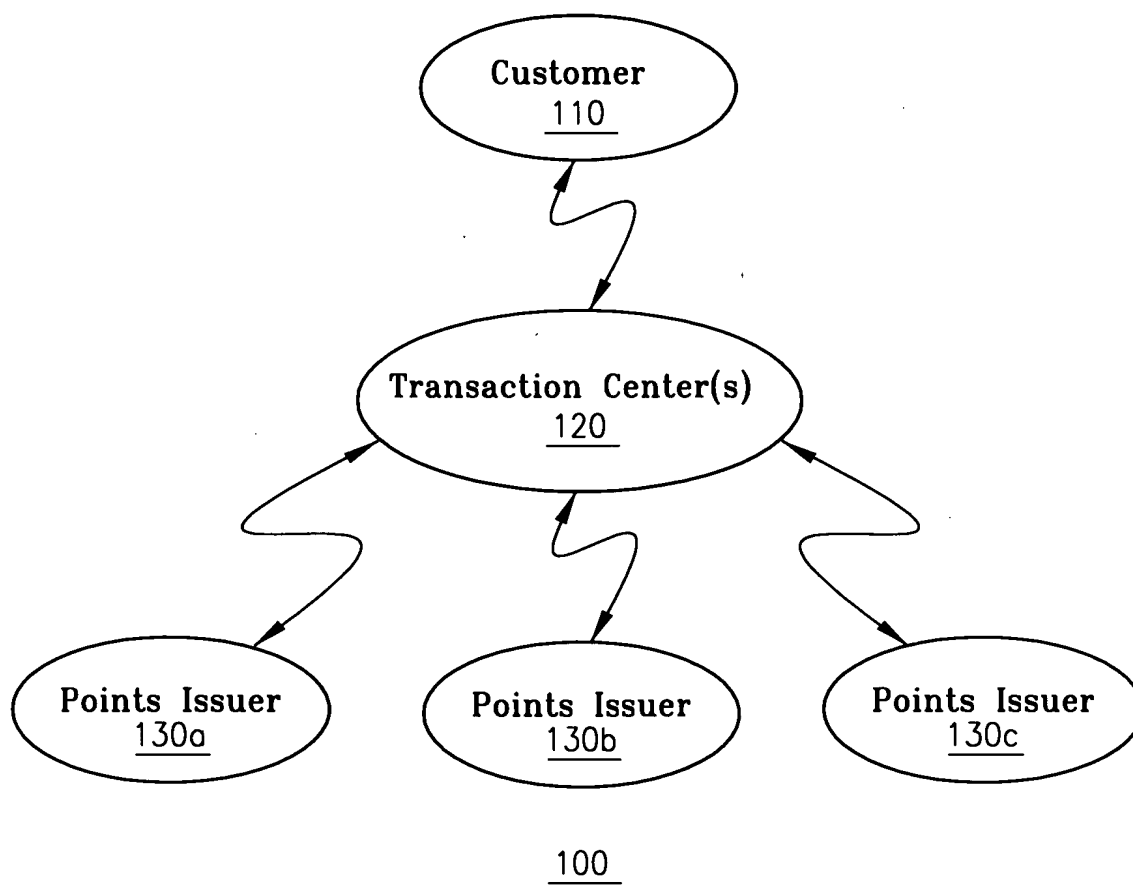 Customer
110
Transaction Center(s)
120
Points Issuer
130a
Points Issuer
130b
Points Issuer
130c
100